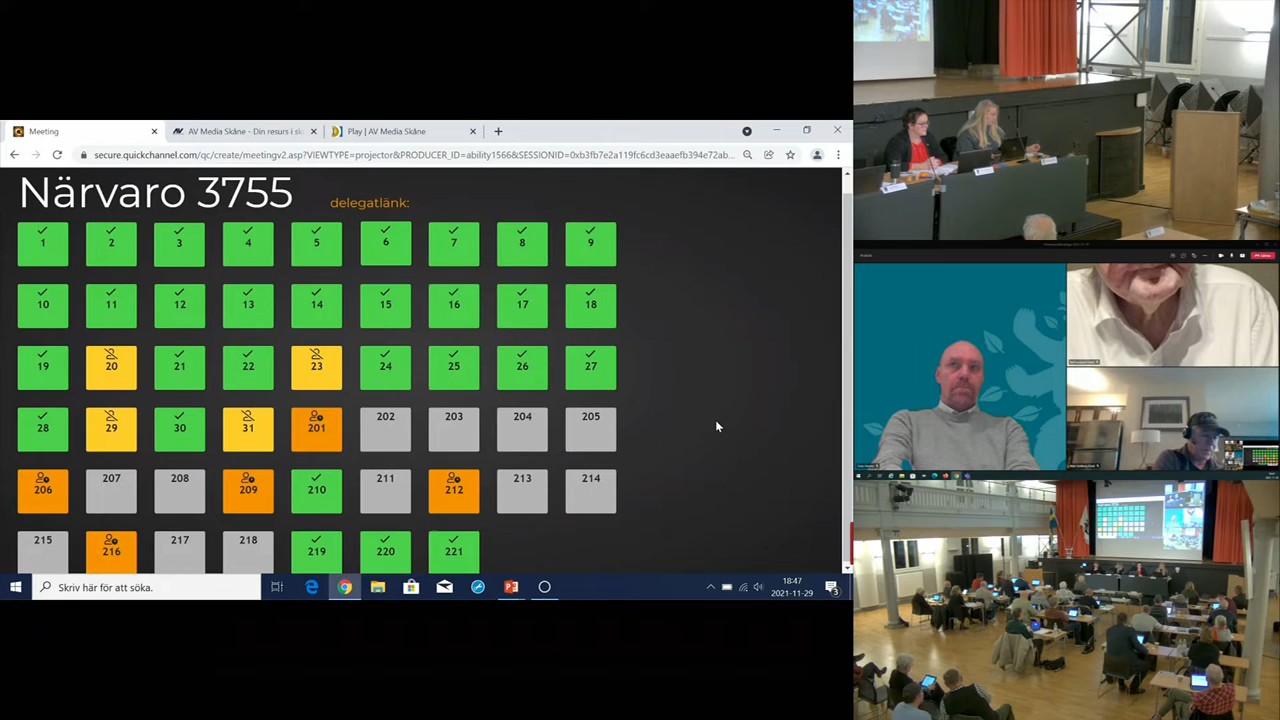 Meeting
AV Media Skåne - Din resurs i sk
Play | AV Media Skåne
secure.quickchannel.com/qc/create/meetingv2.asp?VIEWTYPE=projector&PRODUCER_ID=ability1566&SESSIONID=0xb3fb7e2a119fc6cd3eaaefb394e72ab...
Närvaro 3755
delegatlänk:
1 2 3 4 5 6 7 8 9
10 11 12 13 14 15 16 17 18
19 20 21 22 23 24 25 26 27
28 29 30 31 201 202 203 204 205
206 207 208 209 210 211 212 213 214
215 216 217 218 219 220 221
Skriv här för att söka.
18:47
2021-11-29
3